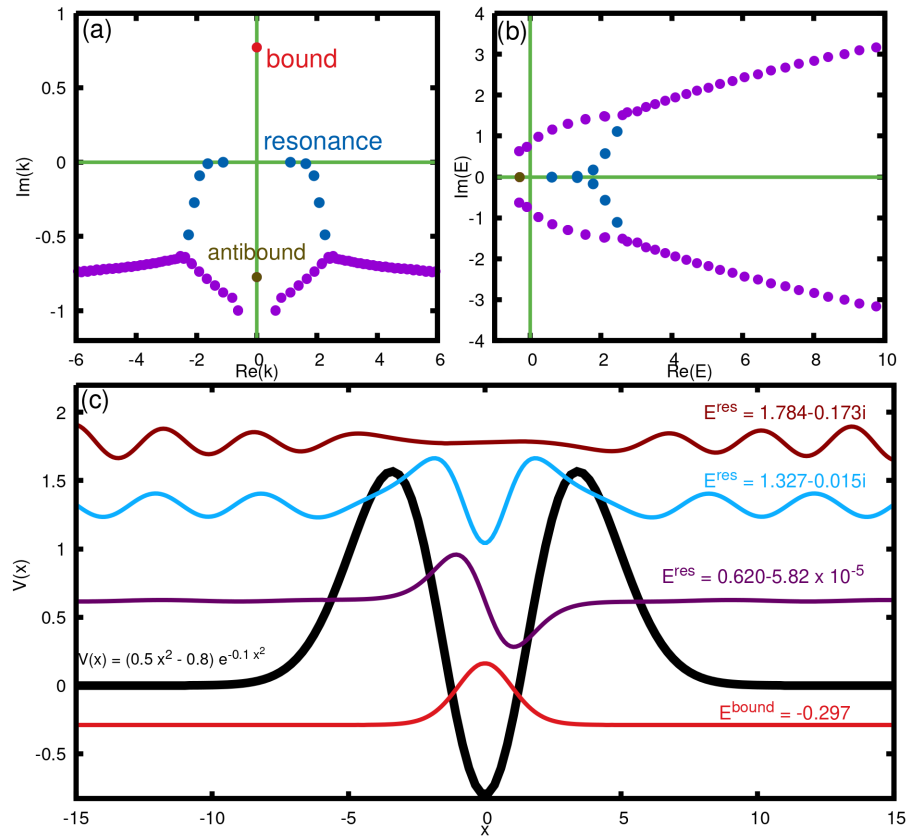 (a)
bound
resonance
antibound
Im(k)
1
0.5
0
-0.5
-1
-6
-4
-2
0
2
4
6
Re(k)
(b)
Im(E)
4
3
2
1
0
-1
-2
-3
-4
0
2
4
6
8
10
Re(E)
(c)
V(x)
2
1.5
1
0.5
0
-0.5
E^res = 1.784-0.173i
E^res = 1.327-0.015i
E^res = 0.620-5.82 x 10^-5
V(x) = (0.5 x^2 - 0.8) e^-0.1 x^2
E^bound = -0.297
-15
-10
-5
0
5
10
15
x